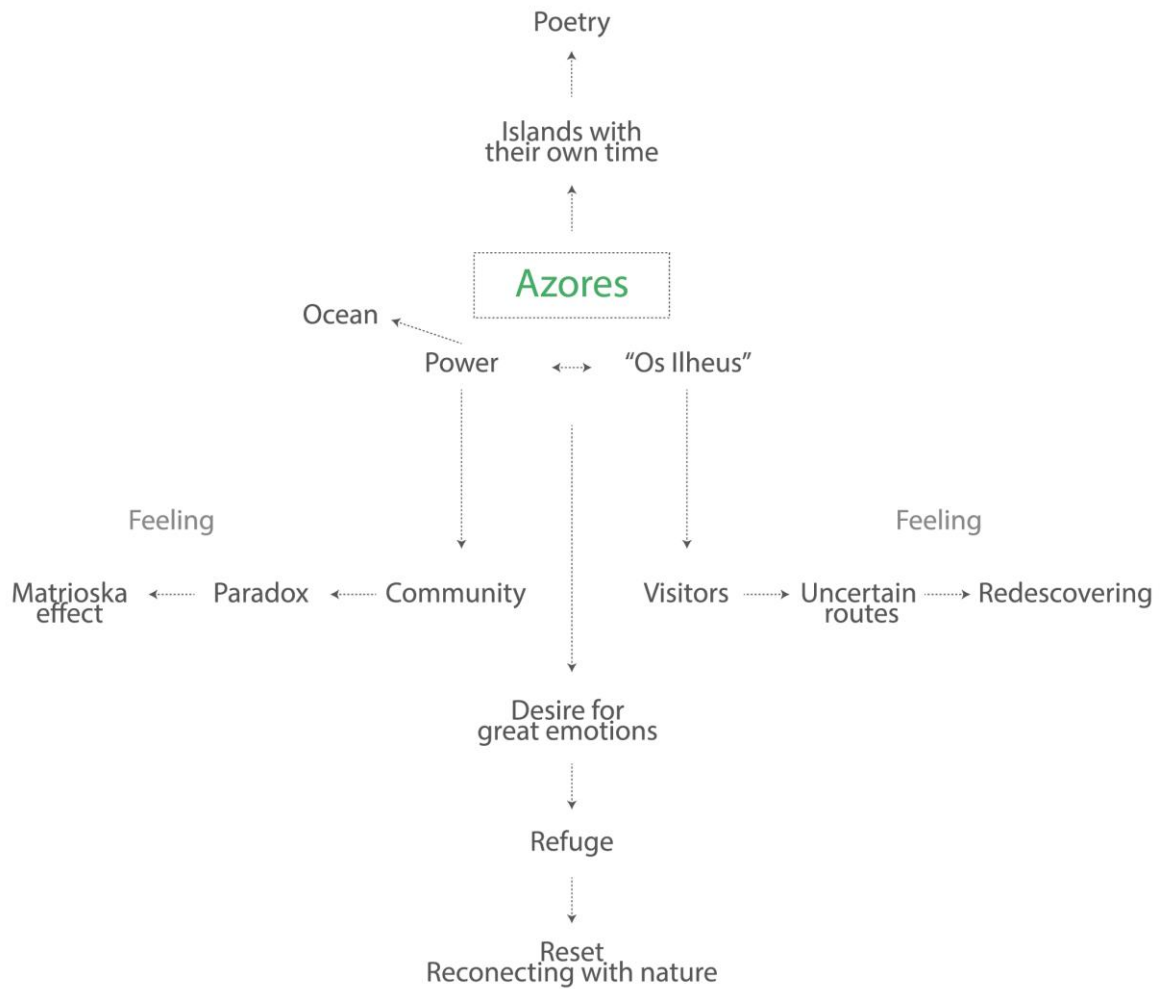 Poetry
Islands with
their own time
Azores
Ocean
Power
“Os Ilheus”
Feeling
Feeling
Matrioska
effect
Paradox
Community
Visitors
Uncertain
routes
Redescovering
Desire for
great emotions
Refuge
Reset
Reconecting with nature